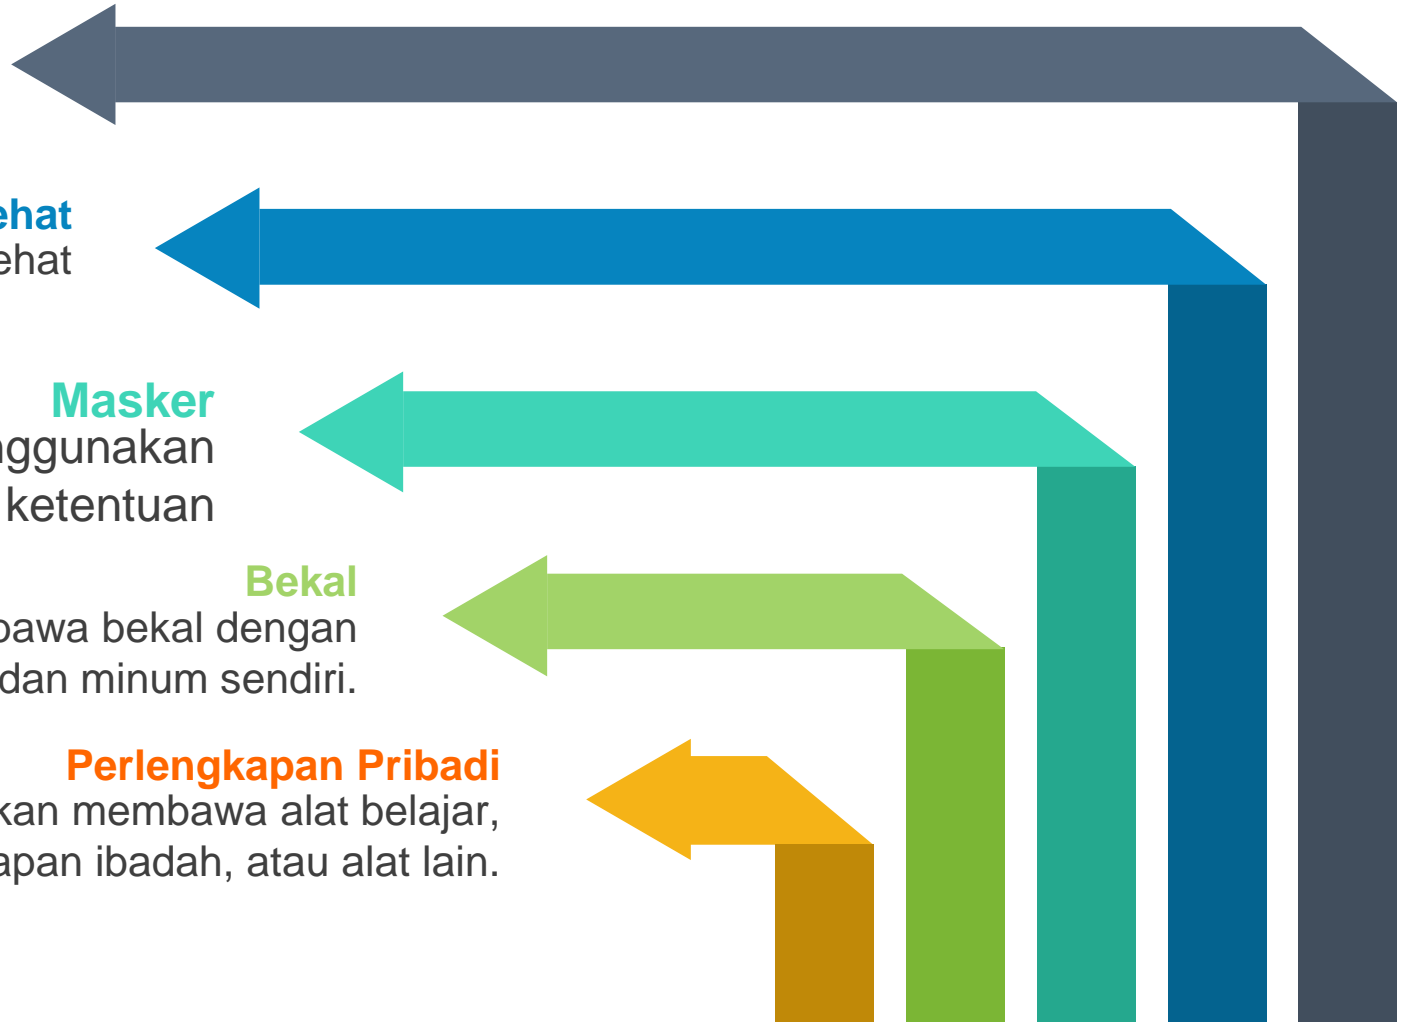 ehat
ehat
Masker
nggunakan
ketentuan
Bekal
bawa bekal dengan
dan minum sendiri.
Perlengkapan Pribadi
kan membawa alat belajar,
apan ibadah, atau alat lain.